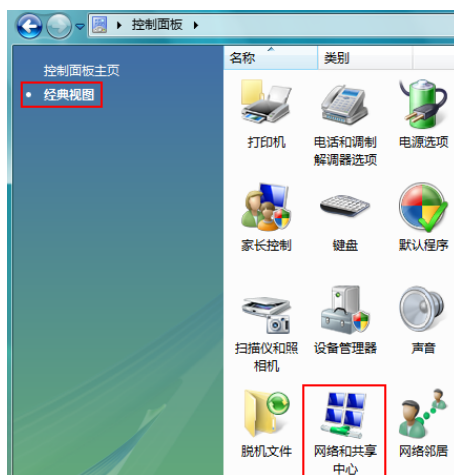 控制面板
控制面板主页
经典视图
名称 类别
打印机 电话和调制 电源选项
解调器选项
家长控制 键盘 默认程序
扫描仪和照 设备管理器 声音
相机
脱机文件 网络和共享 网络邻居
中心